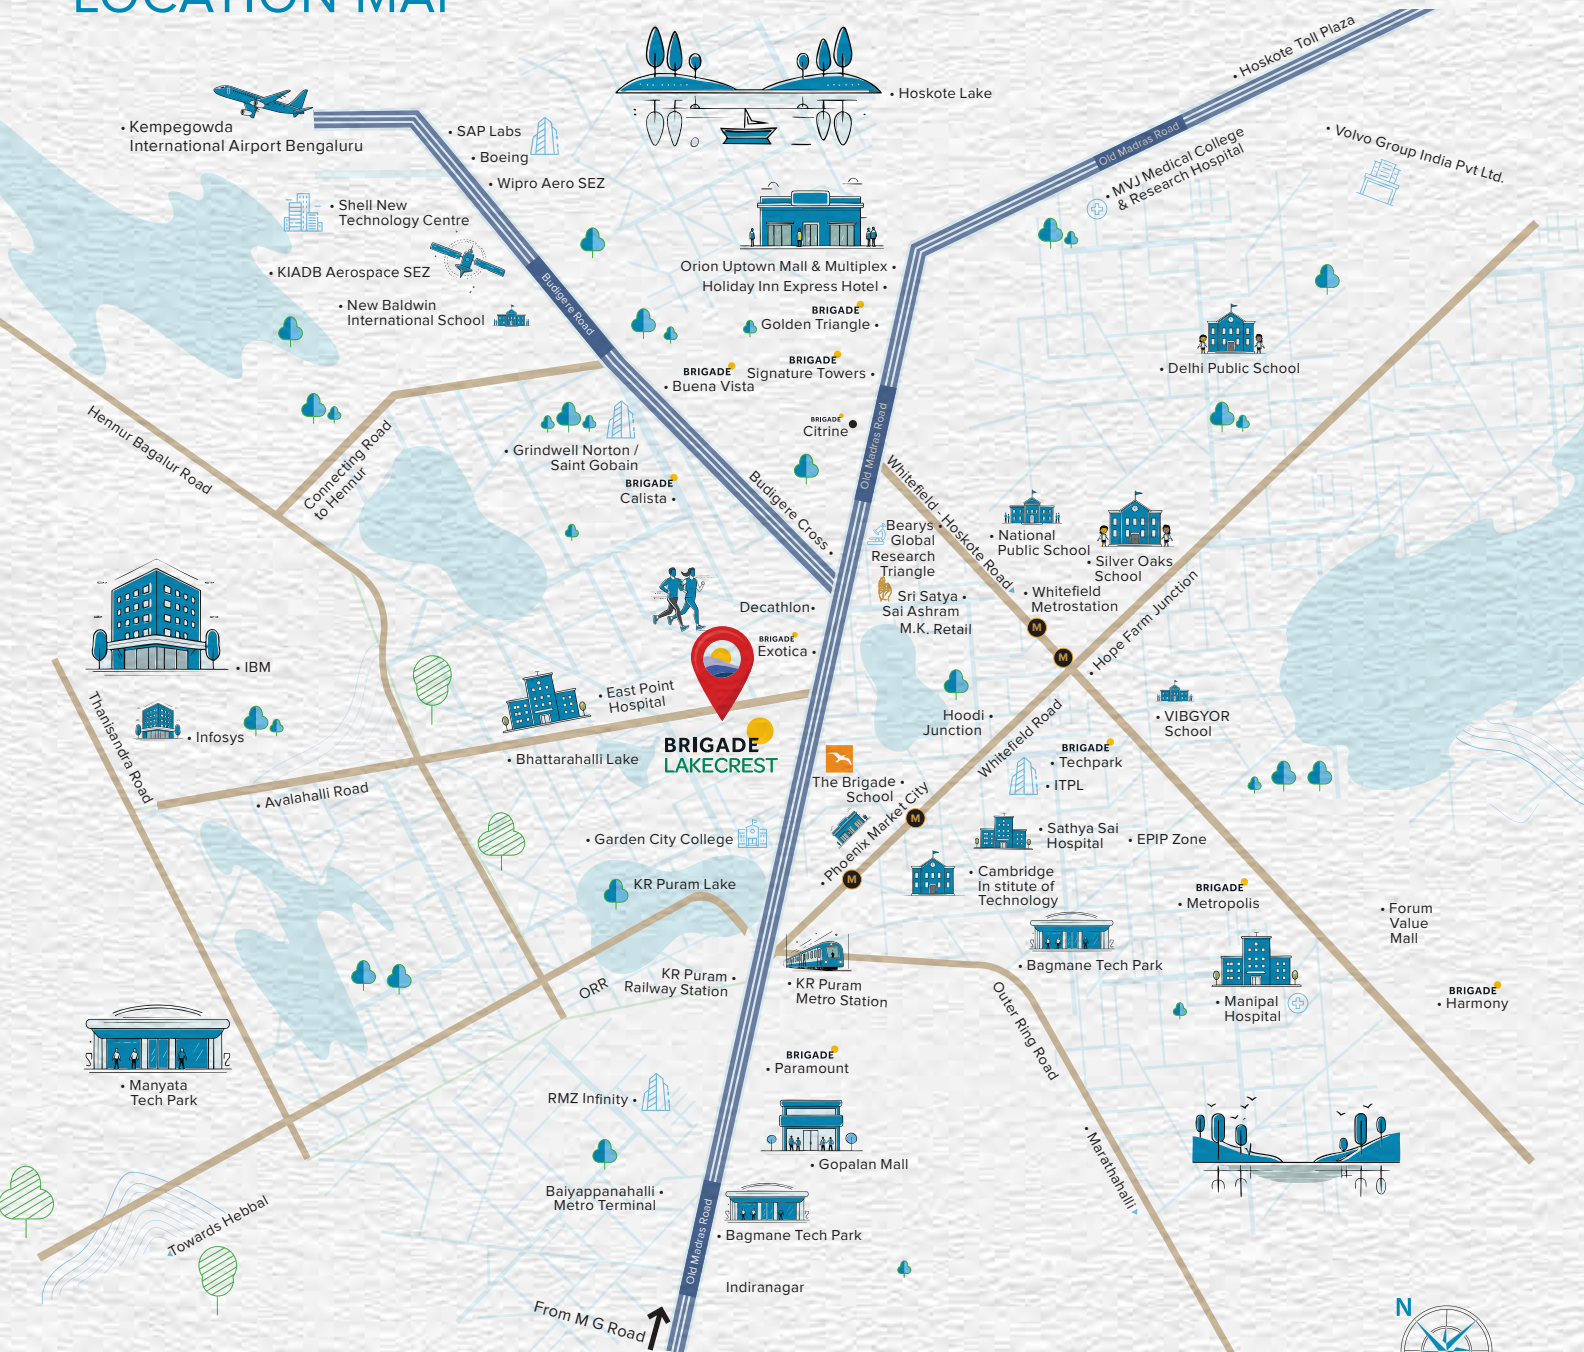 LOCATION MAP
• Hoskote Toll Plaza
• Hoskote Lake
• Kempegowda
International Airport Bengaluru
• SAP Labs
• Boeing
• Wipro Aero SEZ
Old Madras Road
• MVJ Medical College
& Research Hospital
• Volvo Group India Pvt Ltd.
• Shell New
Technology Centre
• KIADB Aerospace SEZ
• New Baldwin
International School
Budigere Road
Orion Uptown Mall & Multiplex •
Holiday Inn Express Hotel •
BRIGADE
Golden Triangle •
BRIGADE
Signature Towers •
BRIGADE
• Buena Vista
• Delhi Public School
BRIGADE
Citrine
Hennur Bagalur Road
Connecting Road
to Hennur
• Grindwell Norton /
Saint Gobain
BRIGADE
Calista •
Old Madras Road
Budigere Cross •
Whitefield - Hoskote Road
Bearys •
Global
Research
Triangle
• National
Public School
• Silver Oaks
School
Sri Satya •
Sai Ashram
M.K. Retail
• Whitefield
Metrostation
M
M
• Hope Farm Junction
Decathlon•
BRIGADE
Exotica •
• IBM
• Infosys
Thanisandra Road
• East Point
Hospital
BRIGADE
LAKECREST
• Bhattarahalli Lake
• Avalahalli Road
Hoodi •
Junction
Whitefield Road
• VIBGYOR
School
BRIGADE
• Techpark
• ITPL
The Brigade •
School
• Phoenix Market City
M
M
• Garden City College
• Sathya Sai
Hospital
• EPIP Zone
KR Puram Lake
• Cambridge
In stitute of
Technology
BRIGADE
• Metropolis
• Forum
Value
Mall
• Bagmane Tech Park
ORR
KR Puram •
Railway Station
• KR Puram
Metro Station
Outer Ring Road
• Manipal
Hospital
BRIGADE
• Harmony
• Manyata
Tech Park
BRIGADE
• Paramount
RMZ Infinity •
• Gopalan Mall
• Marathahalli
Baiyappanahalli •
Metro Terminal
Old Madras Road
• Bagmane Tech Park
Towards Hebbal
Indiranagar
From M G Road
N